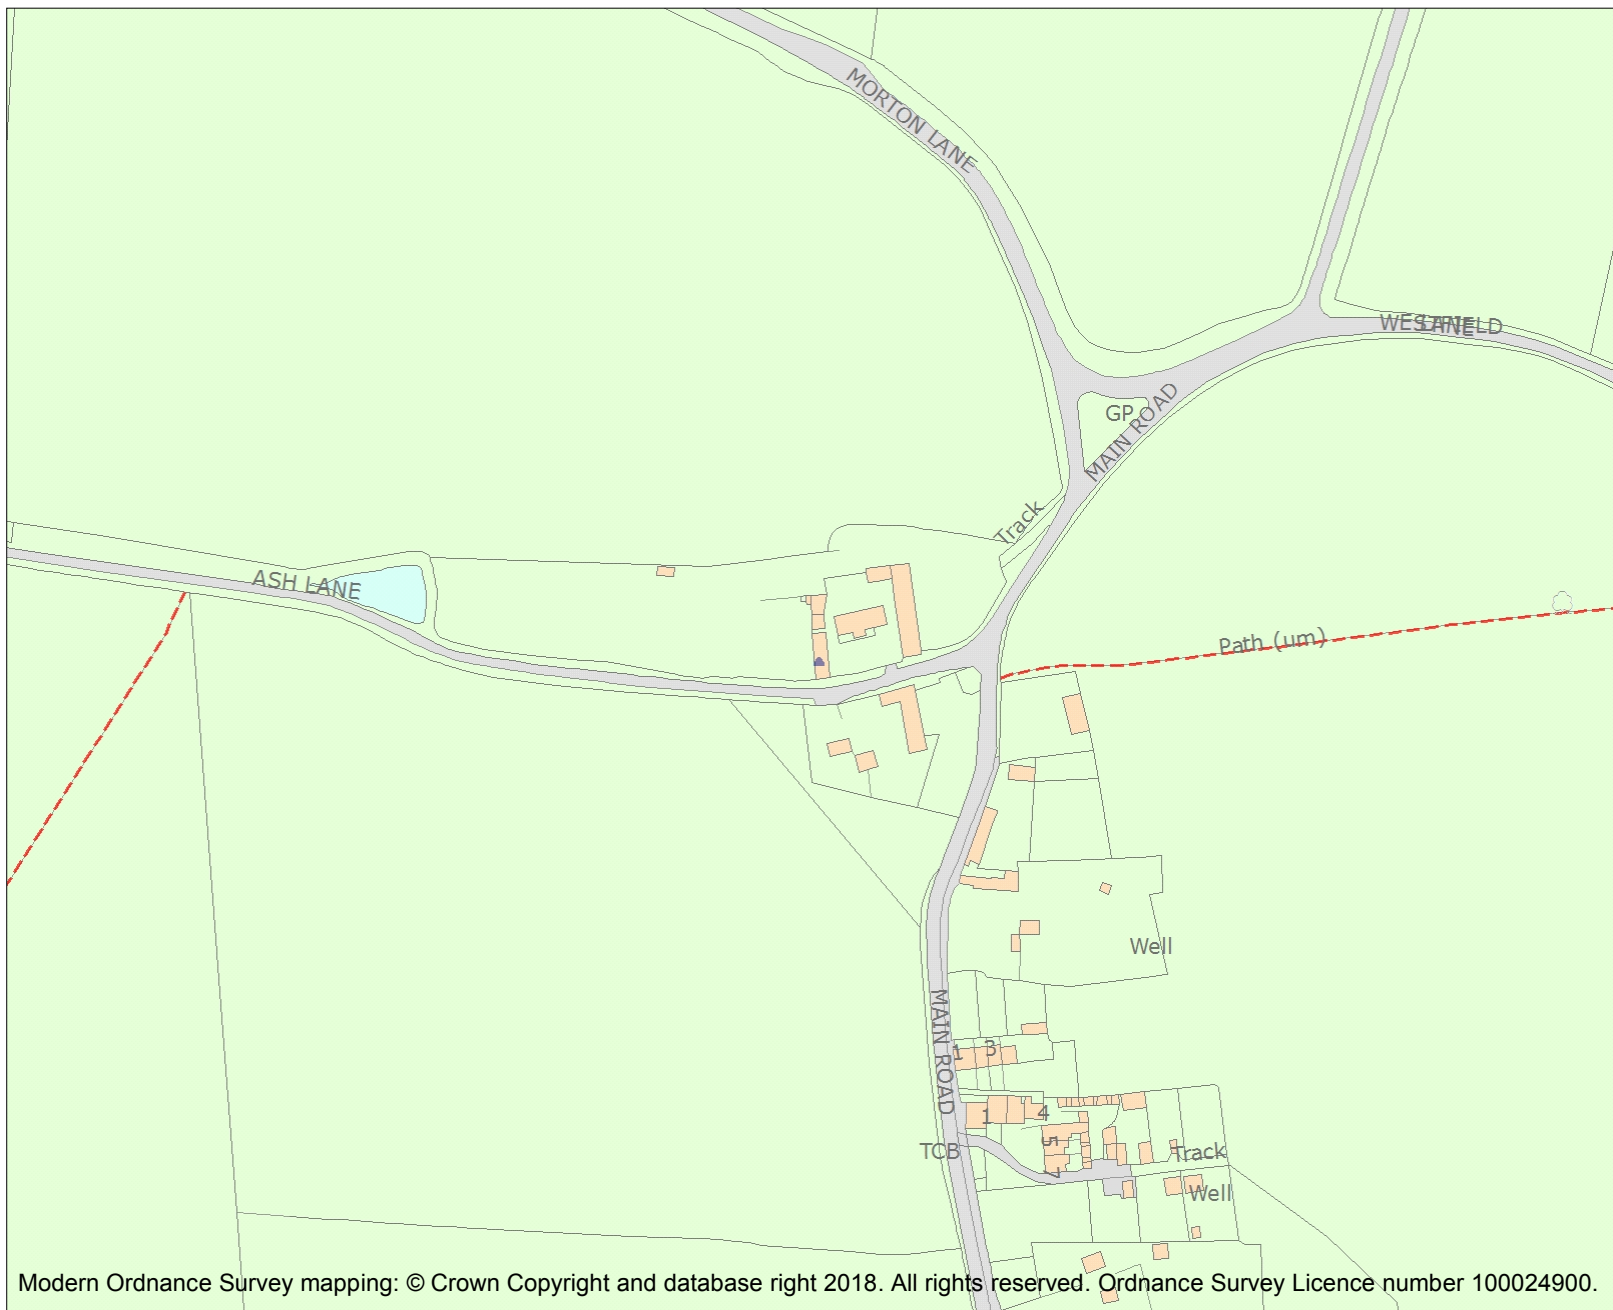 MORTON LANE
WESTFIELD
LANE
GP
MAIN ROAD
Track
ASH LANE
Path (um)
Well
MAIN ROAD
1
3
1
4
5
7
TCB
Track
Well
Modern Ordnance Survey mapping: © Crown Copyright and database right 2018. All rights reserved. Ordnance Survey Licence number 100024900.